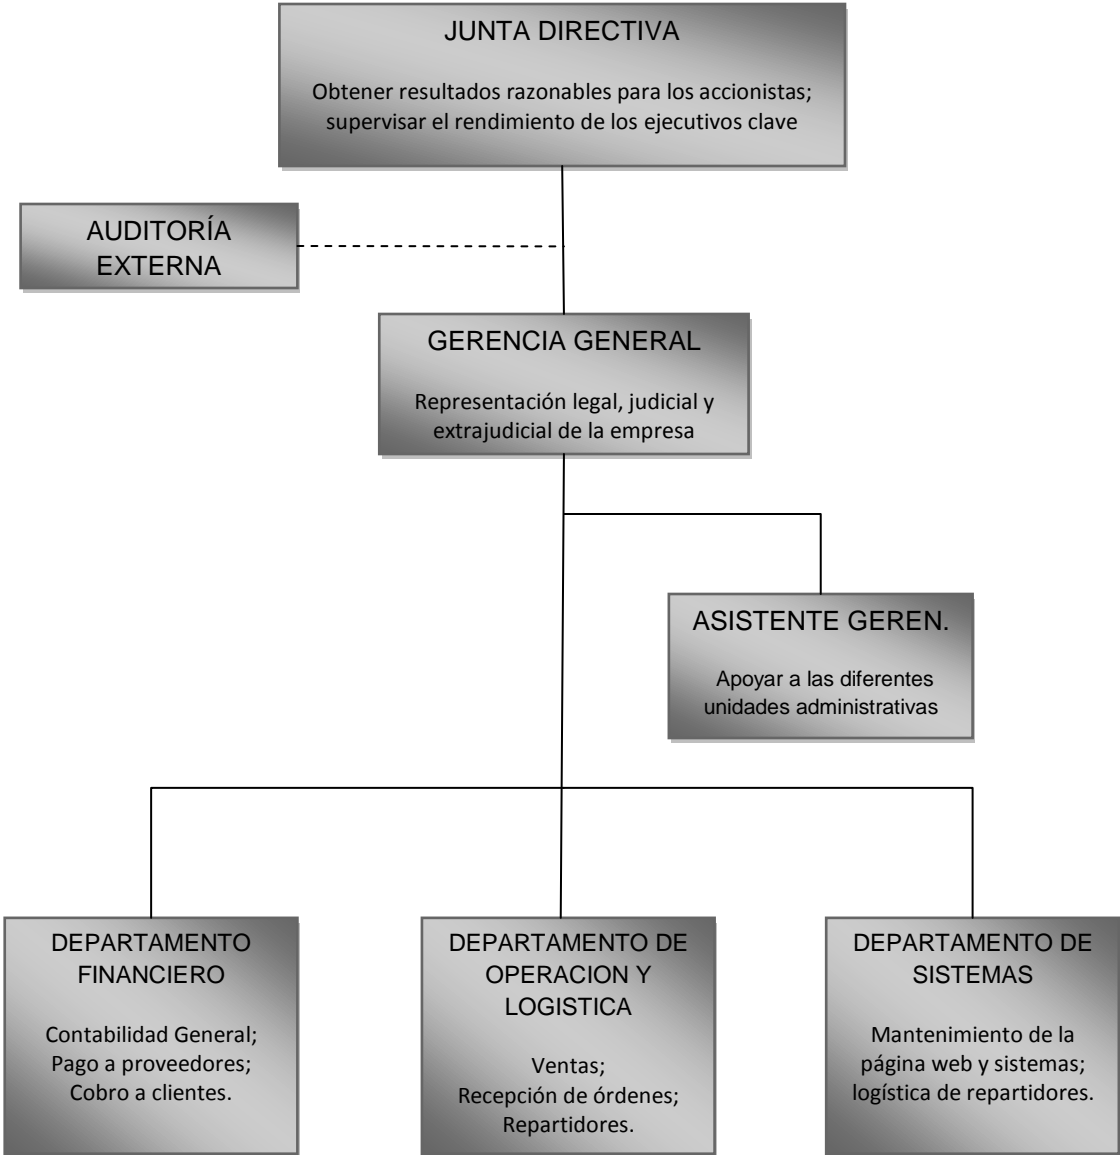 JUNTA DIRECTIVA
Obtener resultados razonables para los accionistas;
supervisar el rendimiento de los ejecutivos clave
AUDITORÍA
EXTERNA
GERENCIA GENERAL
Representación legal, judicial y
extrajudicial de la empresa
ASISTENTE GEREN.
Apoyar a las diferentes
unidades administrativas
DEPARTAMENTO
FINANCIERO
Contabilidad General;
Pago a proveedores;
Cobro a clientes.
DEPARTAMENTO DE
OPERACION Y
LOGISTICA
Ventas;
Recepción de órdenes;
Repartidores.
DEPARTAMENTO DE
SISTEMAS
Mantenimiento de la
página web y sistemas;
logística de repartidores.